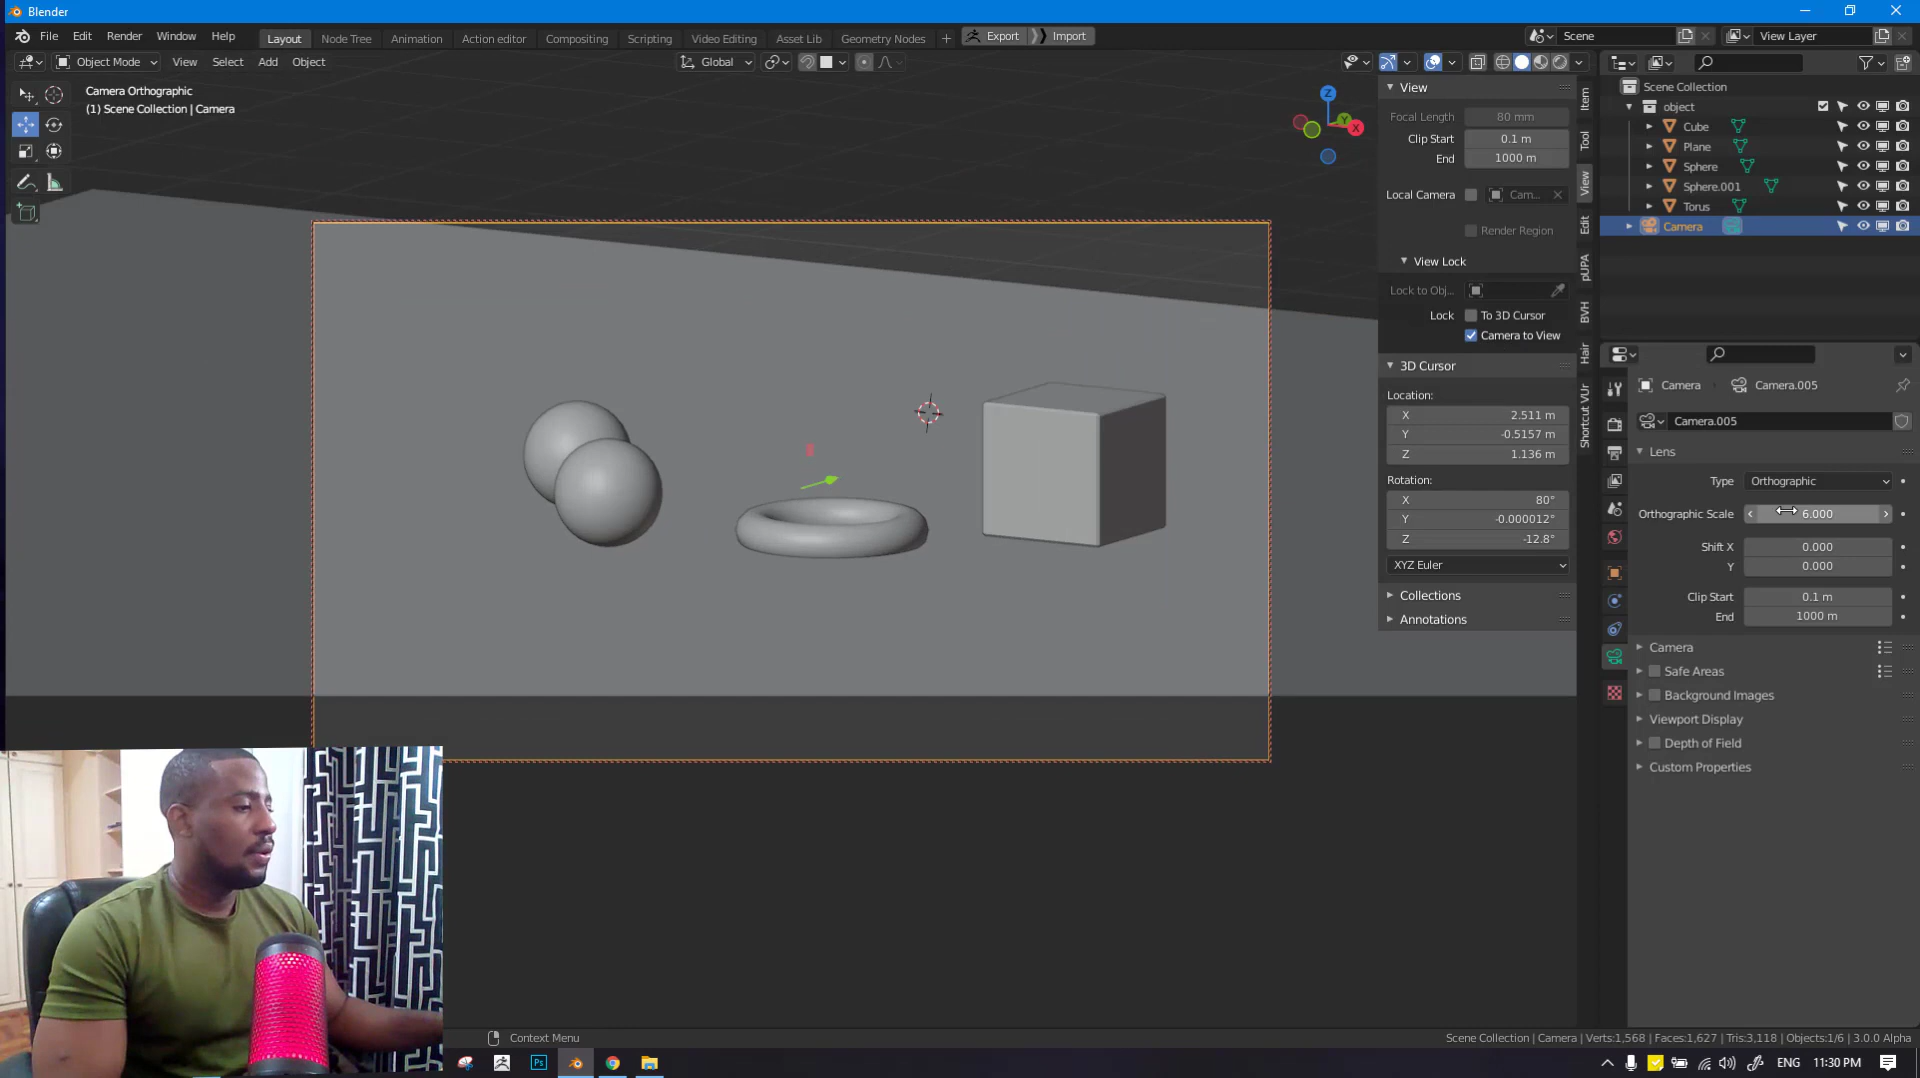 Blender
File Edit Render Window Help Layout Node Tree Animation Action editor Compositing Scripting Video Editing Asset Lib Geometry Nodes + Export Import Scene View Layer
Object Mode View Select Add Object Global
Camera Orthographic
(1) Scene Collection | Camera
Z
Y
X
View
Focal Length 80 mm
Clip Start 0.1 m
End 1000 m
Local Camera Cam...
Render Region
View Lock
Lock to Obj...
Lock To 3D Cursor
Camera to View
3D Cursor
Location:
X 2.511 m
Y -0.5157 m
Z 1.136 m
Rotation:
X 80°
Y -0.000012°
Z -12.8°
XYZ Euler
Collections
Annotations
Item
Tool
View
Edit
pUPA
BVH
Hair
Shortcut VUr
Scene Collection
object
Cube
Plane
Sphere
Sphere.001
Torus
Camera
Camera Camera.005
Camera.005
Lens
Type Orthographic
Orthographic Scale 6.000
Shift X 0.000
Y 0.000
Clip Start 0.1 m
End 1000 m
Camera
Safe Areas
Background Images
Viewport Display
Depth of Field
Custom Properties
Context Menu
Scene Collection | Camera | Verts:1,568 | Faces:1,627 | Tris:3,118 | Objects:1/6 | 3.0.0 Alpha
Ps
ENG 11:30 PM